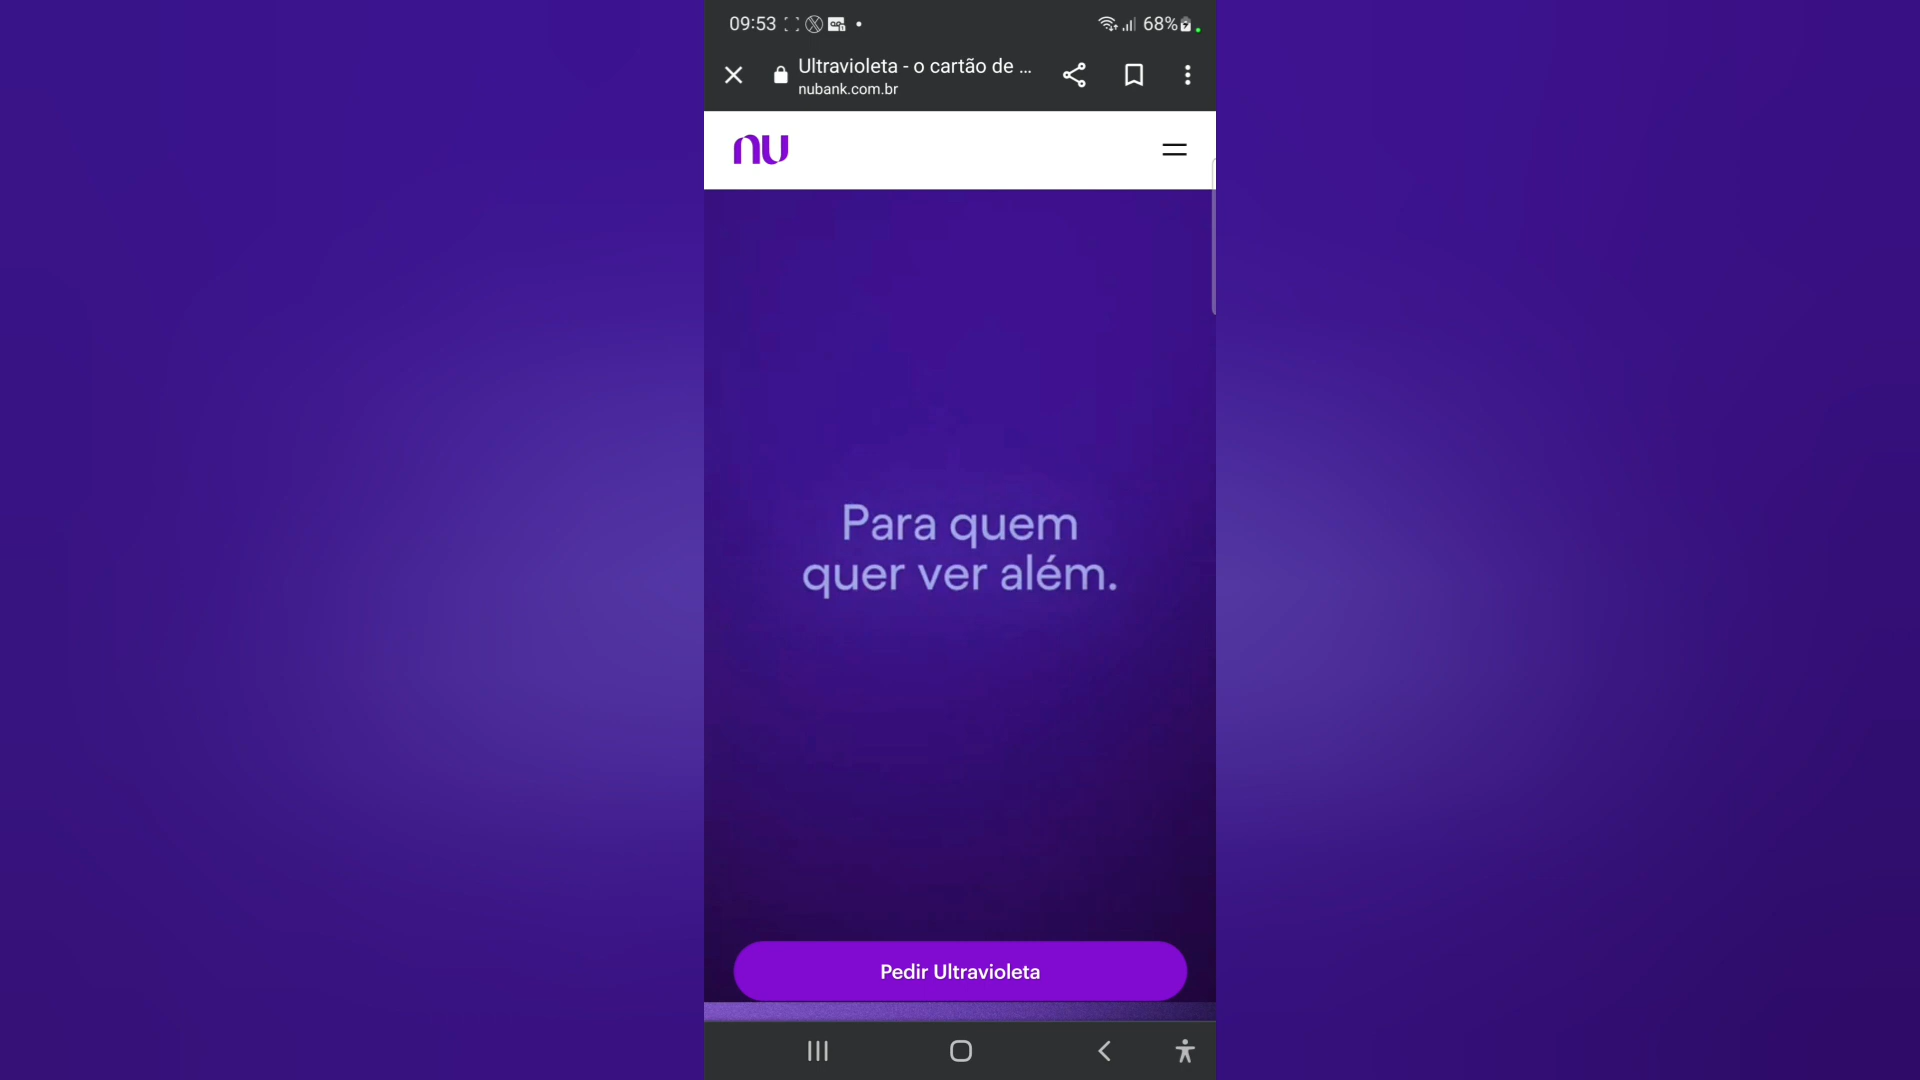 09:53
68%
Ultravioleta - o cartão de ...
nubank.com.br
nu
Para quem
quer ver além.
Pedir Ultravioleta